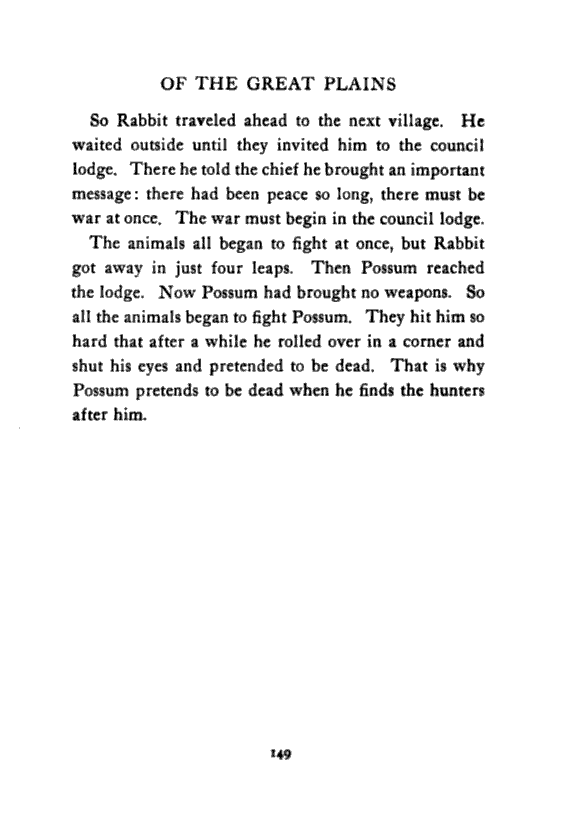 OF THE GREAT PLAINS
So Rabbit traveled ahead to the next village. He
waited outside until they invited him to the council
lodge. There he told the chief he brought an important
message: there had been peace so long, there must be
war at once. The war must begin in the council lodge.
The animals all began to fight at once, but Rabbit
got away in just four leaps. Then Possum reached
the lodge. Now Possum had brought no weapons. So
all the animals began to fight Possum. They hit him so
hard that after a while he rolled over in a corner and
shut his eyes and pretended to be dead. That is why
Possum pretends to be dead when he finds the hunters
after him.
149